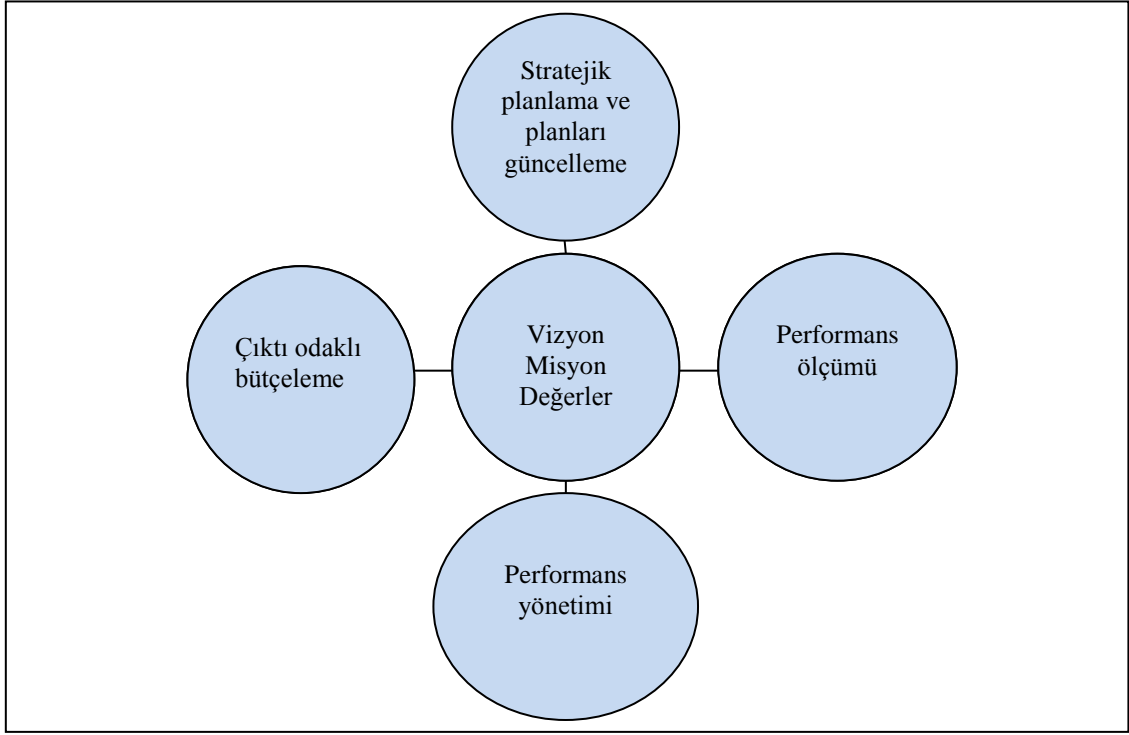 Stratejik
planlama ve
planları
güncelleme
Çıktı odaklı
bütçeleme
Vizyon
Misyon
Değerler
Performans
ölçümü
Performans
yönetimi